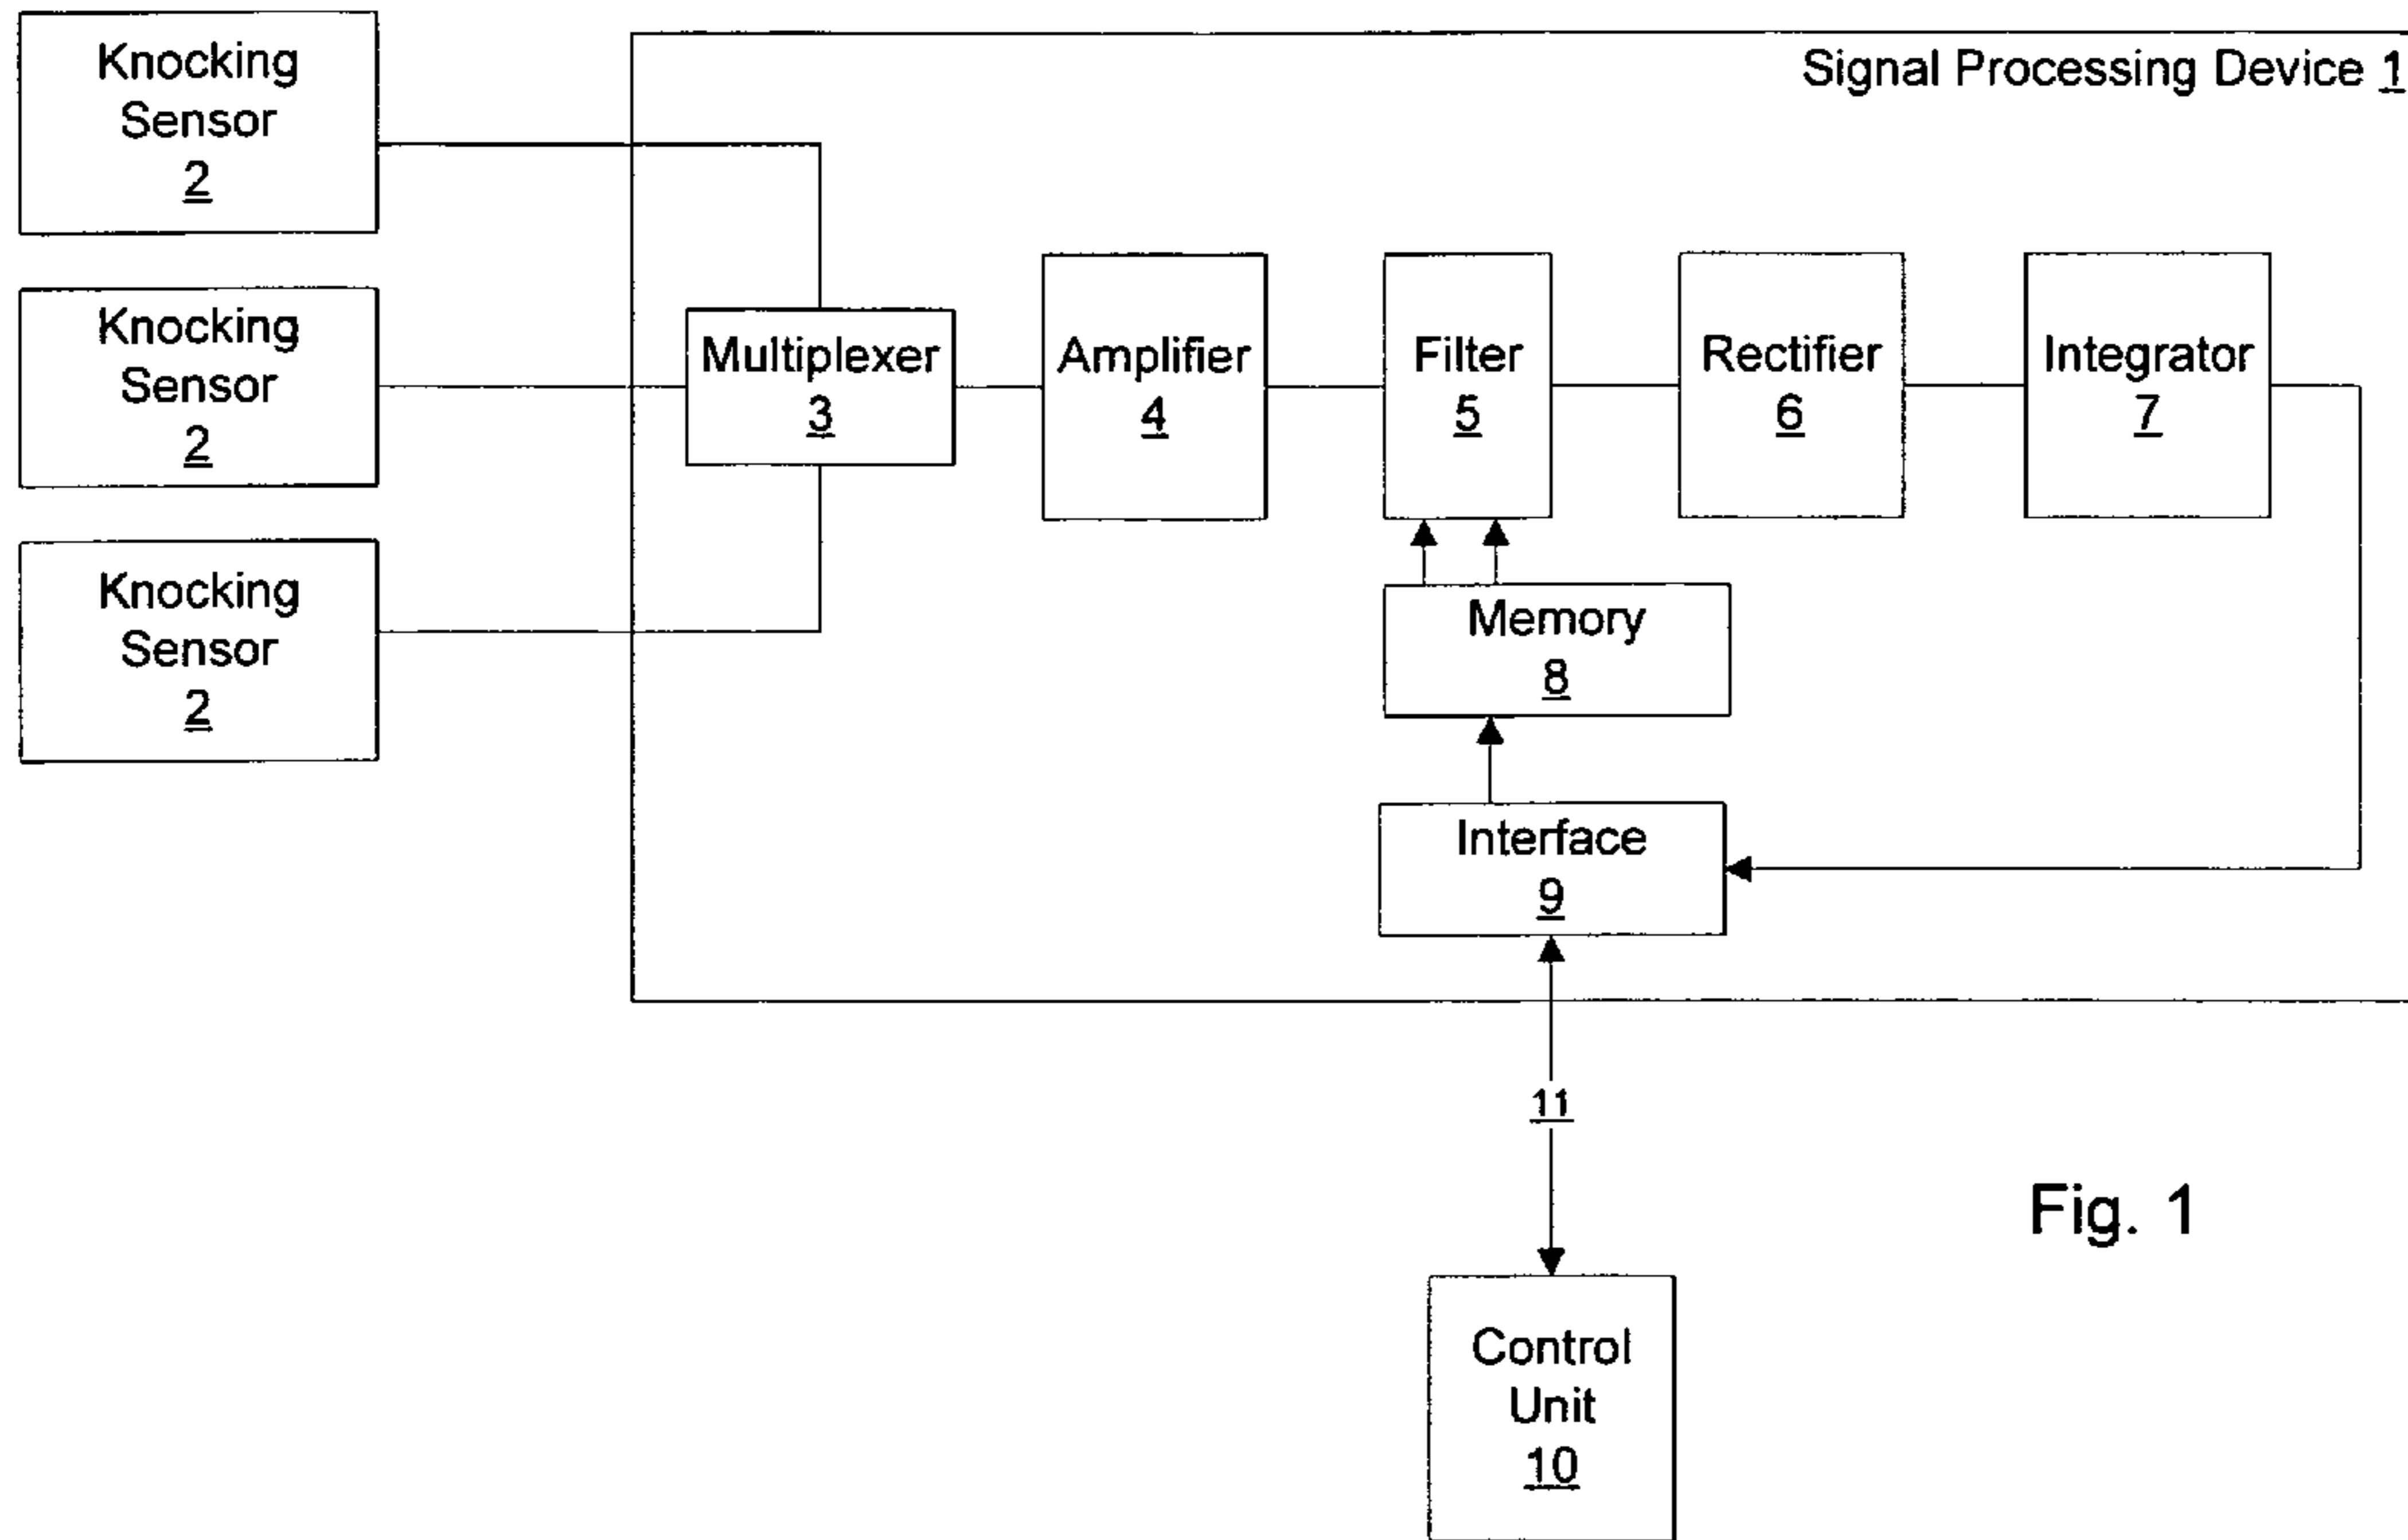 Signal Processing Device 1
Knocking
Sensor
2
Knocking
Sensor
2
Knocking
Sensor
2
Multiplexer
3
Amplifier
4
Filter
5
Rectifier
6
Integrator
7
Memory
8
Interface
9
11
Control
Unit
10
Fig. 1